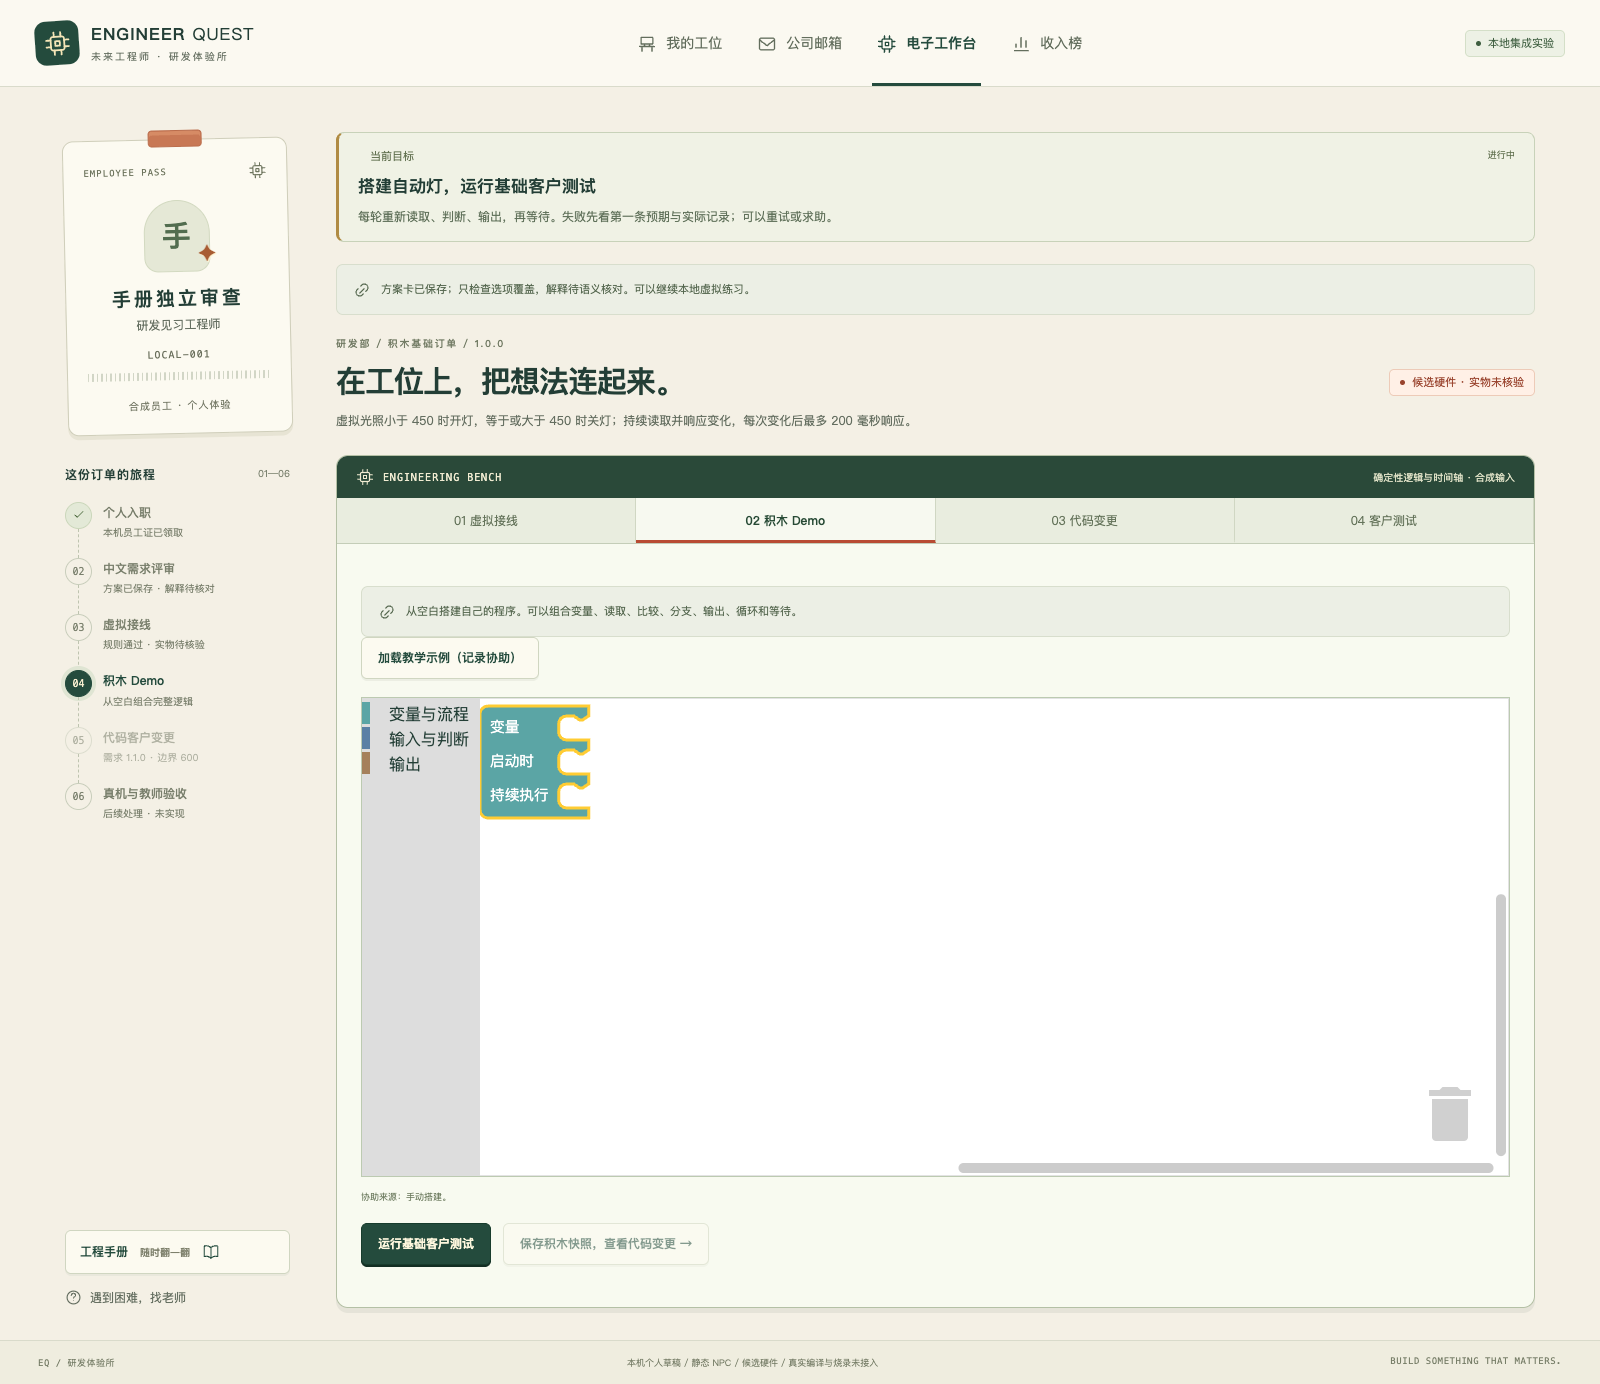 ENGINEER QUEST
未来工程师 · 研发体验所
我的工位
公司邮箱
电子工作台
收入榜
本地集成实验
EMPLOYEE PASS
手
手册独立审查
研发见习工程师
LOCAL-001
合成员工 · 个人体验
这份订单的旅程
01—06
个人入职
本机员工证已领取
02
中文需求评审
方案已保存 · 解释待核对
03
虚拟接线
规则通过 · 实物待核验
04
积木 Demo
从空白组合完整逻辑
05
代码客户变更
需求 1.1.0 · 边界 600
06
真机与教师验收
后续处理 · 未实现
工程手册 随时翻一翻
遇到困难，找老师
当前目标
进行中
搭建自动灯，运行基础客户测试
每轮重新读取、判断、输出，再等待。失败先看第一条预期与实际记录；可以重试或求助。
方案卡已保存；只检查选项覆盖，解释待语义核对。可以继续本地虚拟练习。
研发部 / 积木基础订单 / 1.0.0
在工位上，把想法连起来。
候选硬件 · 实物未核验
虚拟光照小于 450 时开灯，等于或大于 450 时关灯；持续读取并响应变化，每次变化后最多 200 毫秒响应。
ENGINEERING BENCH
确定性逻辑与时间轴 · 合成输入
01 虚拟接线
02 积木 Demo
03 代码变更
04 客户测试
从空白搭建自己的程序。可以组合变量、读取、比较、分支、输出、循环和等待。
加载教学示例（记录协助）
变量与流程
输入与判断
输出
变量
启动时
持续执行
协助来源：手动搭建。
运行基础客户测试
保存积木快照，查看代码变更 →
EQ / 研发体验所
本机个人草稿 / 静态 NPC / 候选硬件 / 真实编译与烧录未接入
BUILD SOMETHING THAT MATTERS.